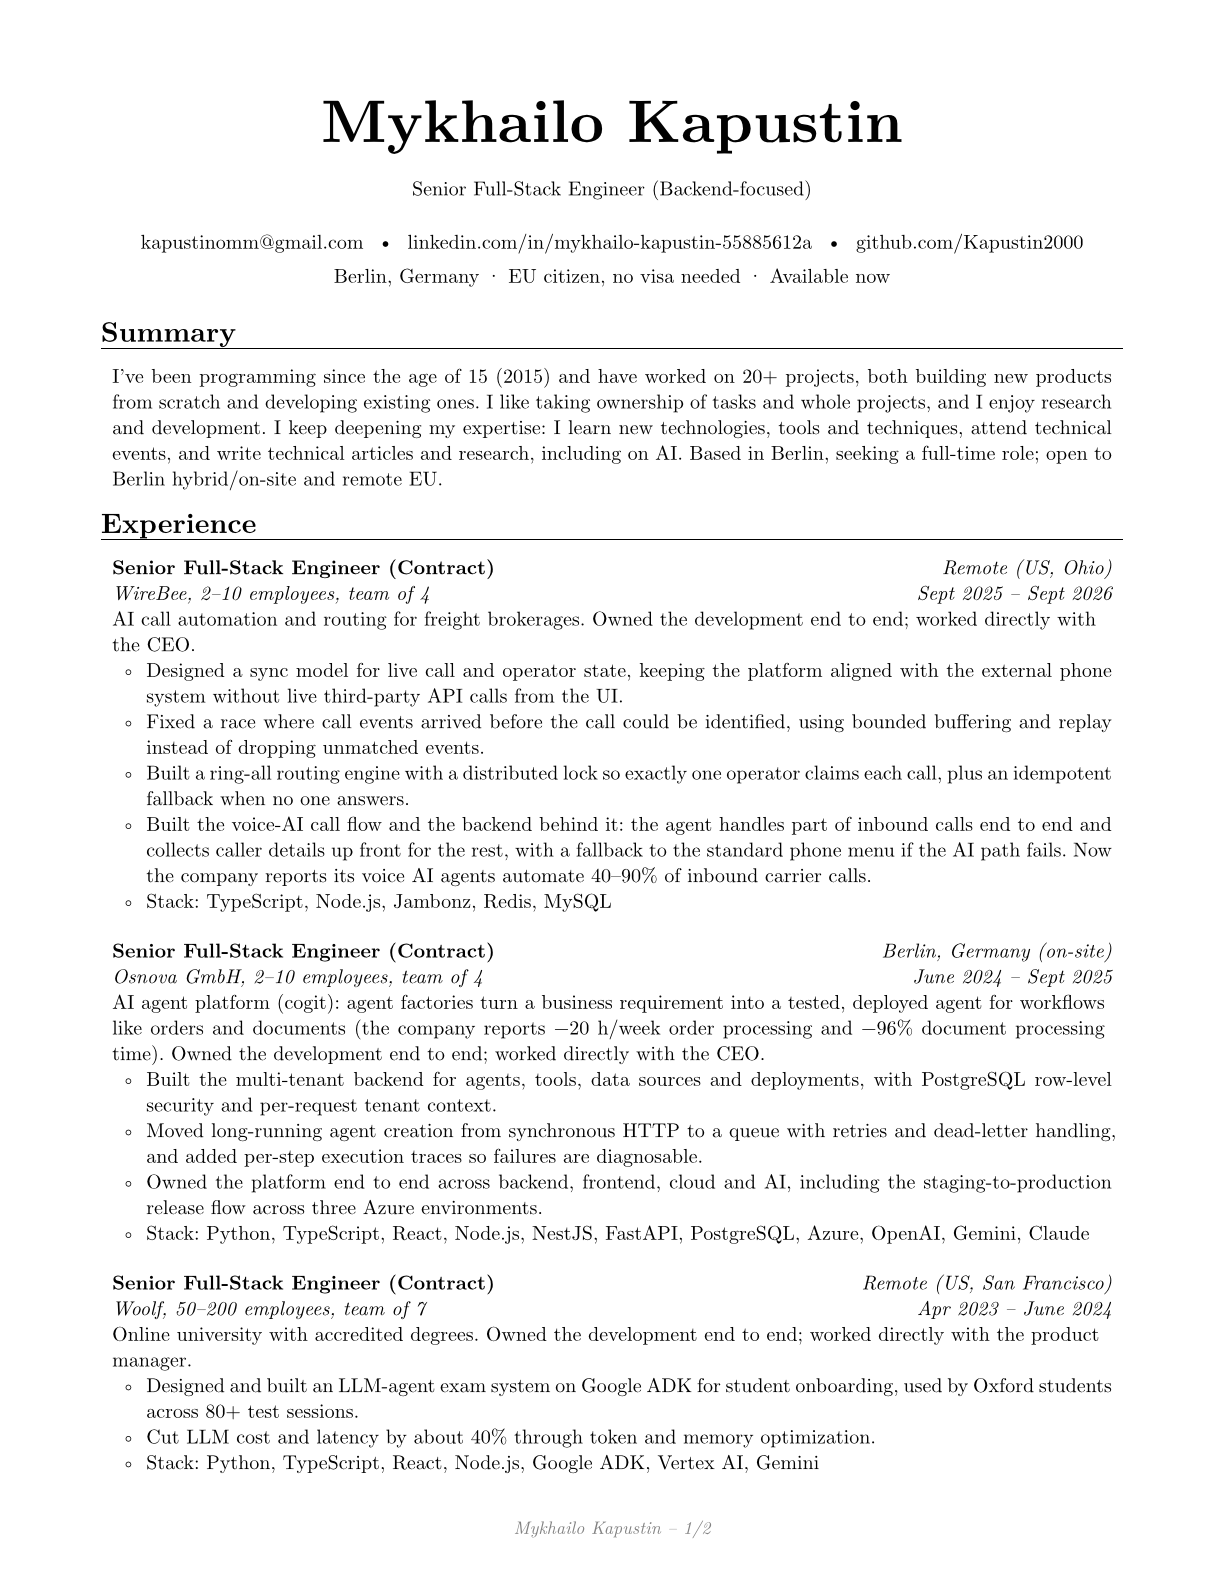 Mykhailo Kapustin
Senior Full-Stack Engineer (Backend-focused)
kapustinomm@gmail.com • linkedin.com/in/mykhailo-kapustin-55885612a • github.com/Kapustin2000
Berlin, Germany · EU citizen, no visa needed · Available now
Summary
I've been programming since the age of 15 (2015) and have worked on 20+ projects, both building new products
from scratch and developing existing ones. I like taking ownership of tasks and whole projects, and I enjoy research
and development. I keep deepening my expertise: I learn new technologies, tools and techniques, attend technical
events, and write technical articles and research, including on AI. Based in Berlin, seeking a full-time role; open to
Berlin hybrid/on-site and remote EU.
Experience
Senior Full-Stack Engineer (Contract) Remote (US, Ohio)
WireBee, 2–10 employees, team of 4 Sept 2025 – Sept 2026
AI call automation and routing for freight brokerages. Owned the development end to end; worked directly with
the CEO.
◦ Designed a sync model for live call and operator state, keeping the platform aligned with the external phone
system without live third-party API calls from the UI.
◦ Fixed a race where call events arrived before the call could be identified, using bounded buffering and replay
instead of dropping unmatched events.
◦ Built a ring-all routing engine with a distributed lock so exactly one operator claims each call, plus an idempotent
fallback when no one answers.
◦ Built the voice-AI call flow and the backend behind it: the agent handles part of inbound calls end to end and
collects caller details up front for the rest, with a fallback to the standard phone menu if the AI path fails. Now
the company reports its voice AI agents automate 40–90% of inbound carrier calls.
◦ Stack: TypeScript, Node.js, Jambonz, Redis, MySQL
Senior Full-Stack Engineer (Contract) Berlin, Germany (on-site)
Osnova GmbH, 2–10 employees, team of 4 June 2024 – Sept 2025
AI agent platform (cogit): agent factories turn a business requirement into a tested, deployed agent for workflows
like orders and documents (the company reports −20 h/week order processing and −96% document processing
time). Owned the development end to end; worked directly with the CEO.
◦ Built the multi-tenant backend for agents, tools, data sources and deployments, with PostgreSQL row-level
security and per-request tenant context.
◦ Moved long-running agent creation from synchronous HTTP to a queue with retries and dead-letter handling,
and added per-step execution traces so failures are diagnosable.
◦ Owned the platform end to end across backend, frontend, cloud and AI, including the staging-to-production
release flow across three Azure environments.
◦ Stack: Python, TypeScript, React, Node.js, NestJS, FastAPI, PostgreSQL, Azure, OpenAI, Gemini, Claude
Senior Full-Stack Engineer (Contract) Remote (US, San Francisco)
Woolf, 50–200 employees, team of 7 Apr 2023 – June 2024
Online university with accredited degrees. Owned the development end to end; worked directly with the product
manager.
◦ Designed and built an LLM-agent exam system on Google ADK for student onboarding, used by Oxford students
across 80+ test sessions.
◦ Cut LLM cost and latency by about 40% through token and memory optimization.
◦ Stack: Python, TypeScript, React, Node.js, Google ADK, Vertex AI, Gemini
Mykhailo Kapustin – 1/2